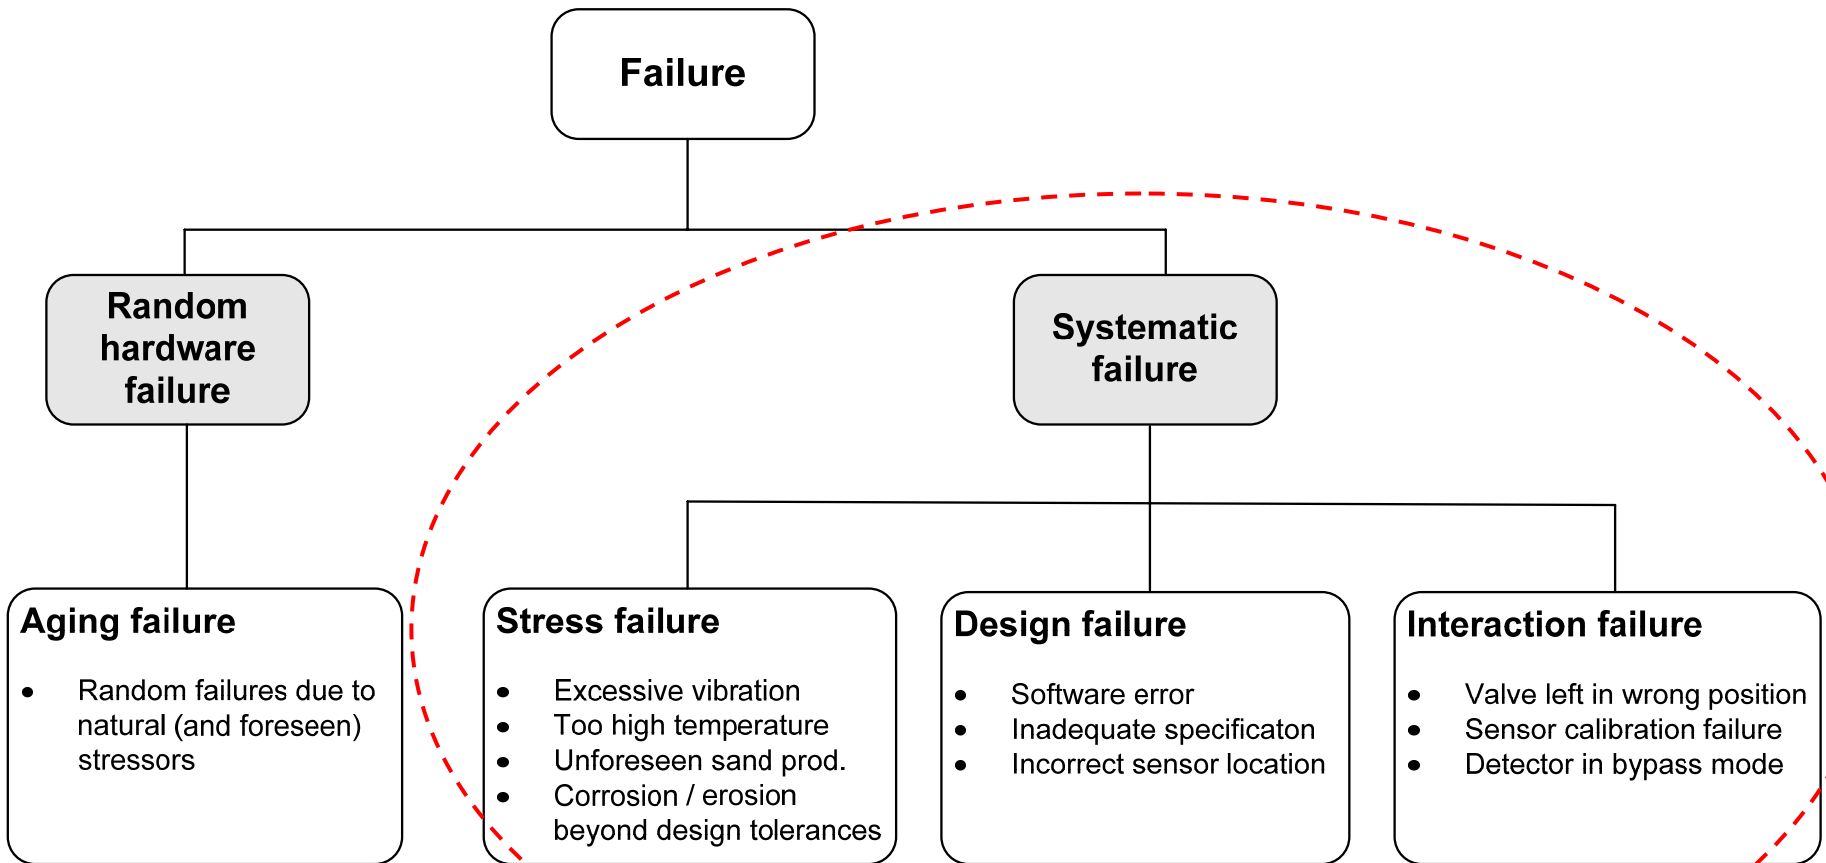 Failure
Random
hardware
failure
Systematic
failure
Aging failure
• Random failures due to
natural (and foreseen)
stressors
Stress failure
• Excessive vibration
• Too high temperature
• Unforeseen sand prod.
• Corrosion / erosion
beyond design tolerances
Design failure
• Software error
• Inadequate specificaton
• Incorrect sensor location
Interaction failure
• Valve left in wrong position
• Sensor calibration failure
• Detector in bypass mode